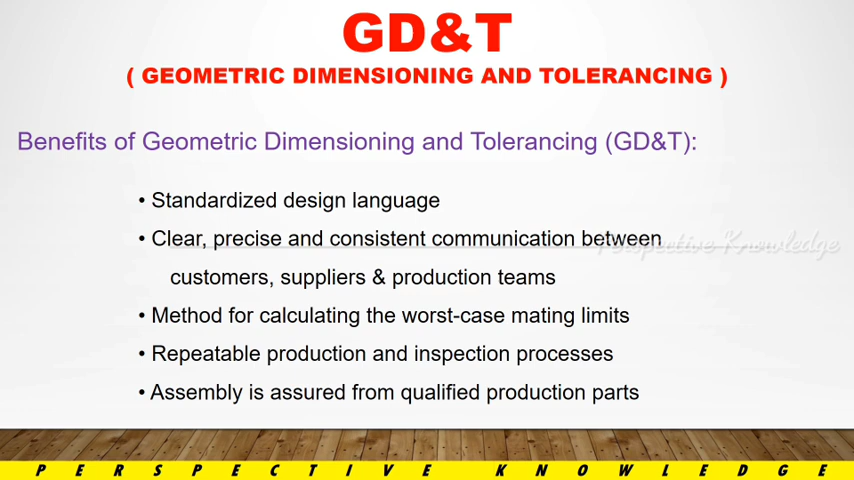 GD&T
( GEOMETRIC DIMENSIONING AND TOLERANCING )
Benefits of Geometric Dimensioning and Tolerancing (GD&T):
• Standardized design language
• Clear, precise and consistent communication between
customers, suppliers & production teams
• Method for calculating the worst-case mating limits
• Repeatable production and inspection processes
• Assembly is assured from qualified production parts
Perspective Knowledge
PERSPECTIVE KNOWLEDGE